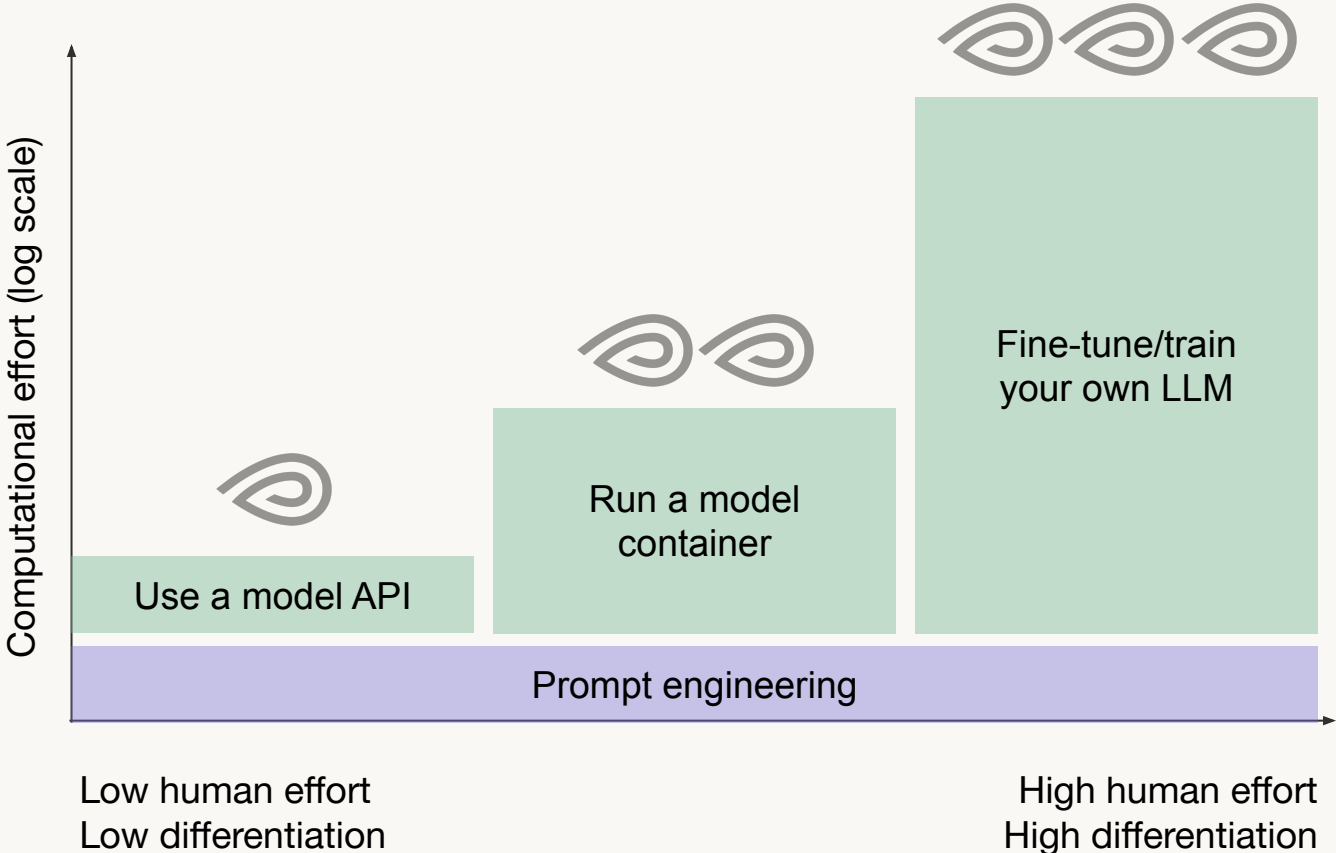 Computational effort (log scale)
Fine-tune/train
your own LLM
Run a model
container
Use a model API
Prompt engineering
Low human effort
Low differentiation
High human effort
High differentiation